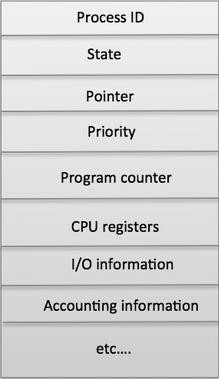 Process ID
State
Pointer
Priority
Program counter
CPU registers
I/O information
Accounting information
etc....